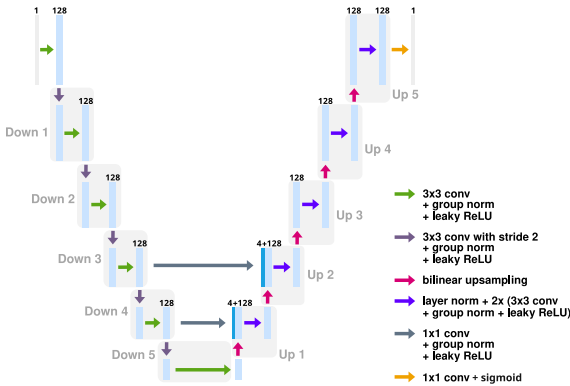 1
128
128
128
128
1
Up 5
Down 1
128
128
Up 4
Down 2
128
128
Up 3
3x3 conv
+ group norm
+ leaky ReLU
3x3 conv with stride 2
+ group norm
+ leaky ReLU
Down 3
128
4+128
Up 2
bilinear upsampling
layer norm + 2x (3x3 conv
+ group norm + leaky ReLU)
Down 4
128
4+128
Up 1
1x1 conv
+ group norm
+ leaky ReLU
Down 5
1x1 conv + sigmoid